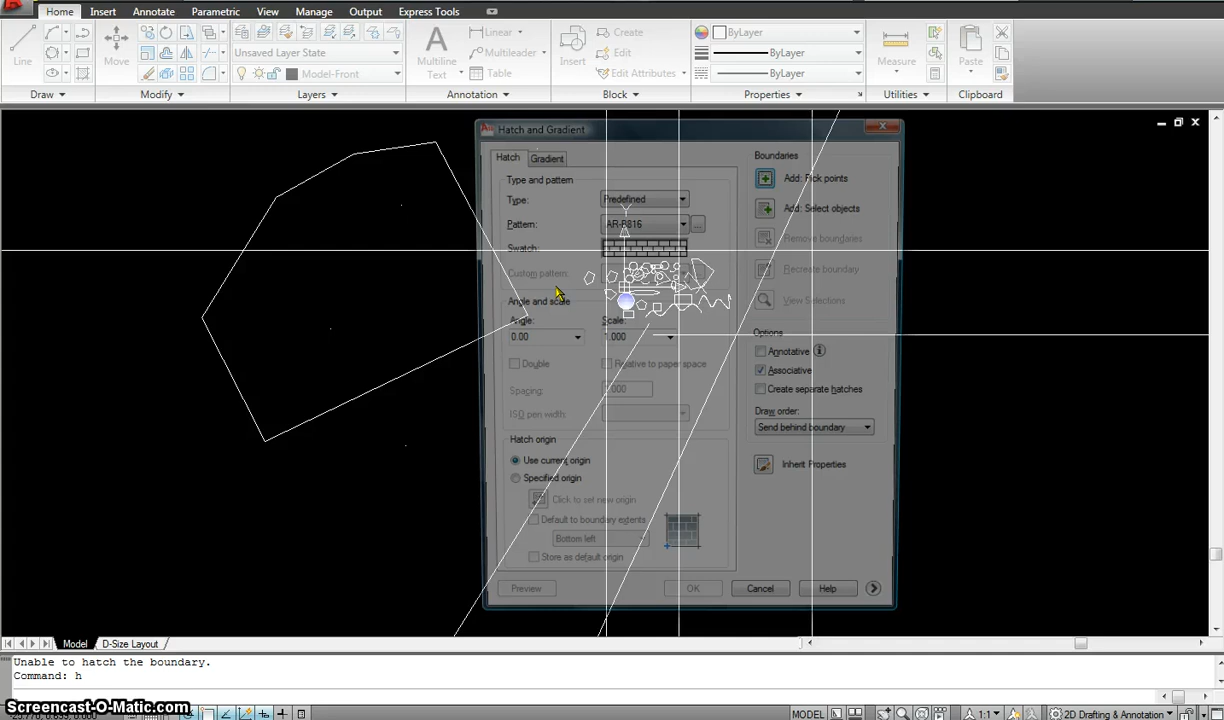 Home Insert Annotate Parametric View Manage Output Express Tools
Line Move Unsaved Layer State Multiline Text Linear Multileader Table Insert Create Edit Edit Attributes ByLayer ByLayer ByLayer Measure Paste
Model-Front
Draw Modify Layers Annotation Block Properties Utilities Clipboard
Hatch and Gradient
Hatch Gradient
Type and pattern
Type: Predefined
Pattern: AR-B816 ...
Swatch:
Custom pattern:
Angle and scale
Angle: Scale:
0.00 1.000
Double Relative to paper space
Spacing: 1.000
ISO pen width:
Hatch origin
Use current origin
Specified origin
Click to set new origin
Default to boundary extents
Bottom left
Store as default origin
Boundaries
Add: Pick points
Add: Select objects
Remove boundaries
Recreate boundary
View Selections
Options
Annotative
Associative
Create separate hatches
Draw order:
Send behind boundary
Inherit Properties
Preview OK Cancel Help
Y
Model D-Size Layout
Unable to hatch the boundary.
Command: h
Screencast-O-Matic.com
MODEL 1:1 2D Drafting & Annotation